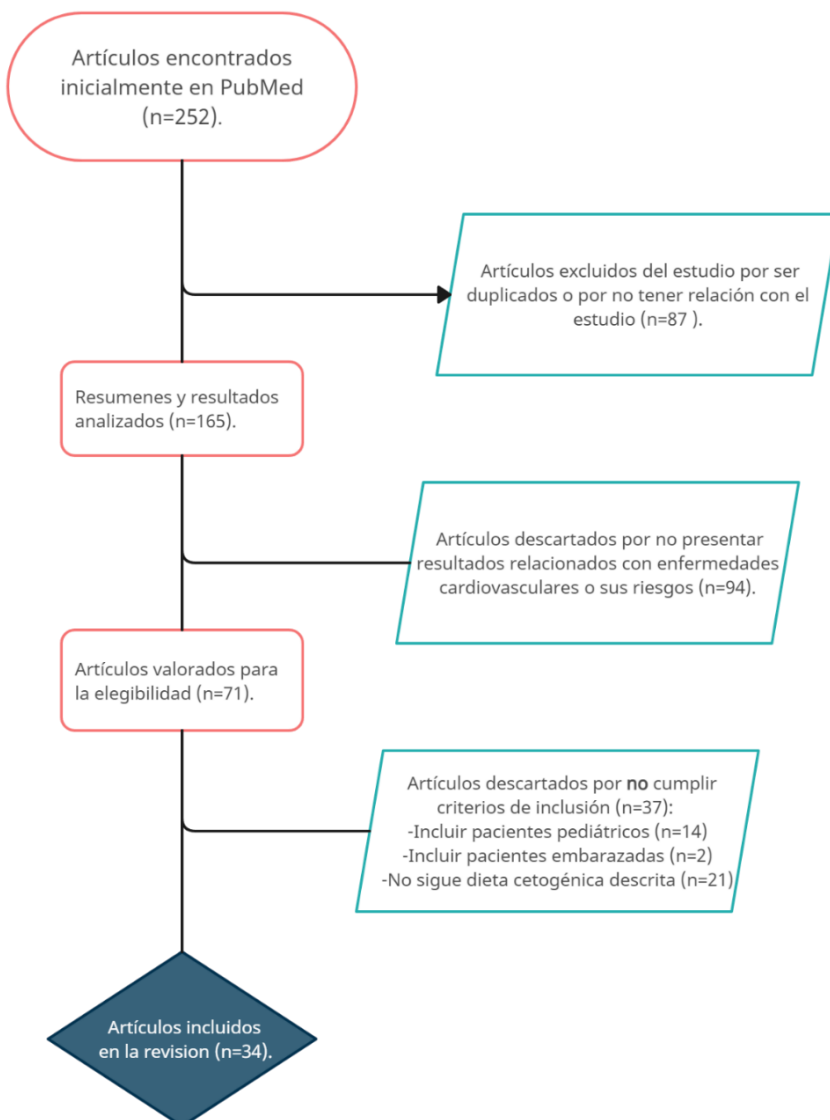 Artículos encontrados
inicialmente en PubMed
(n=252).
Artículos excluidos del estudio por ser
duplicados o por no tener relación con el
estudio (n=87 ).
Resumenes y resultados
analizados (n=165).
Artículos descartados por no presentar
resultados relacionados con enfermedades
cardiovasculares o sus riesgos (n=94).
Artículos valorados para
la elegibilidad (n=71).
Artículos descartados por no cumplir
criterios de inclusión (n=37):
-Incluir pacientes pediátricos (n=14)
-Incluir pacientes embarazadas (n=2)
-No sigue dieta cetogénica descrita (n=21)
Artículos incluidos
en la revision (n=34).